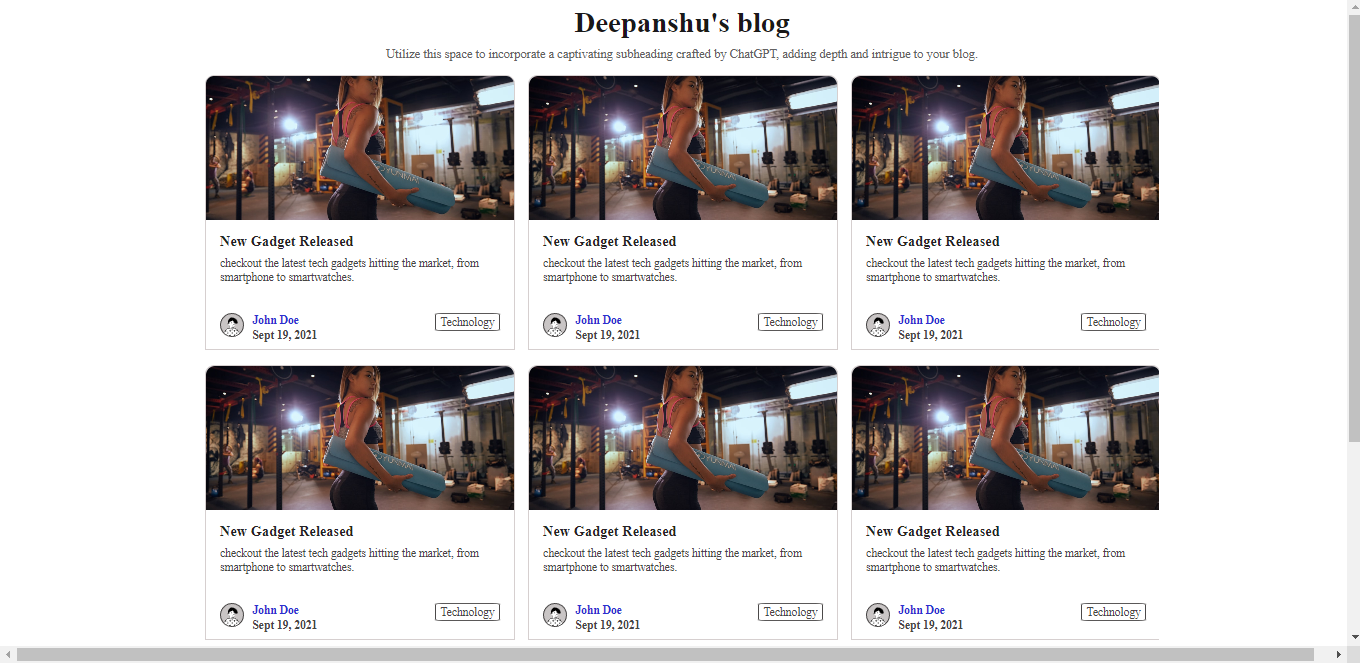 Deepanshu's blog
Utilize this space to incorporate a captivating subheading crafted by ChatGPT, adding depth and intrigue to your blog.
New Gadget Released
checkout the latest tech gadgets hitting the market, from
smartphone to smartwatches.
John Doe
Sept 19, 2021
Technology
New Gadget Released
checkout the latest tech gadgets hitting the market, from
smartphone to smartwatches.
John Doe
Sept 19, 2021
Technology
New Gadget Released
checkout the latest tech gadgets hitting the market, from
smartphone to smartwatches.
John Doe
Sept 19, 2021
Technology
New Gadget Released
checkout the latest tech gadgets hitting the market, from
smartphone to smartwatches.
John Doe
Sept 19, 2021
Technology
New Gadget Released
checkout the latest tech gadgets hitting the market, from
smartphone to smartwatches.
John Doe
Sept 19, 2021
Technology
New Gadget Released
checkout the latest tech gadgets hitting the market, from
smartphone to smartwatches.
John Doe
Sept 19, 2021
Technology